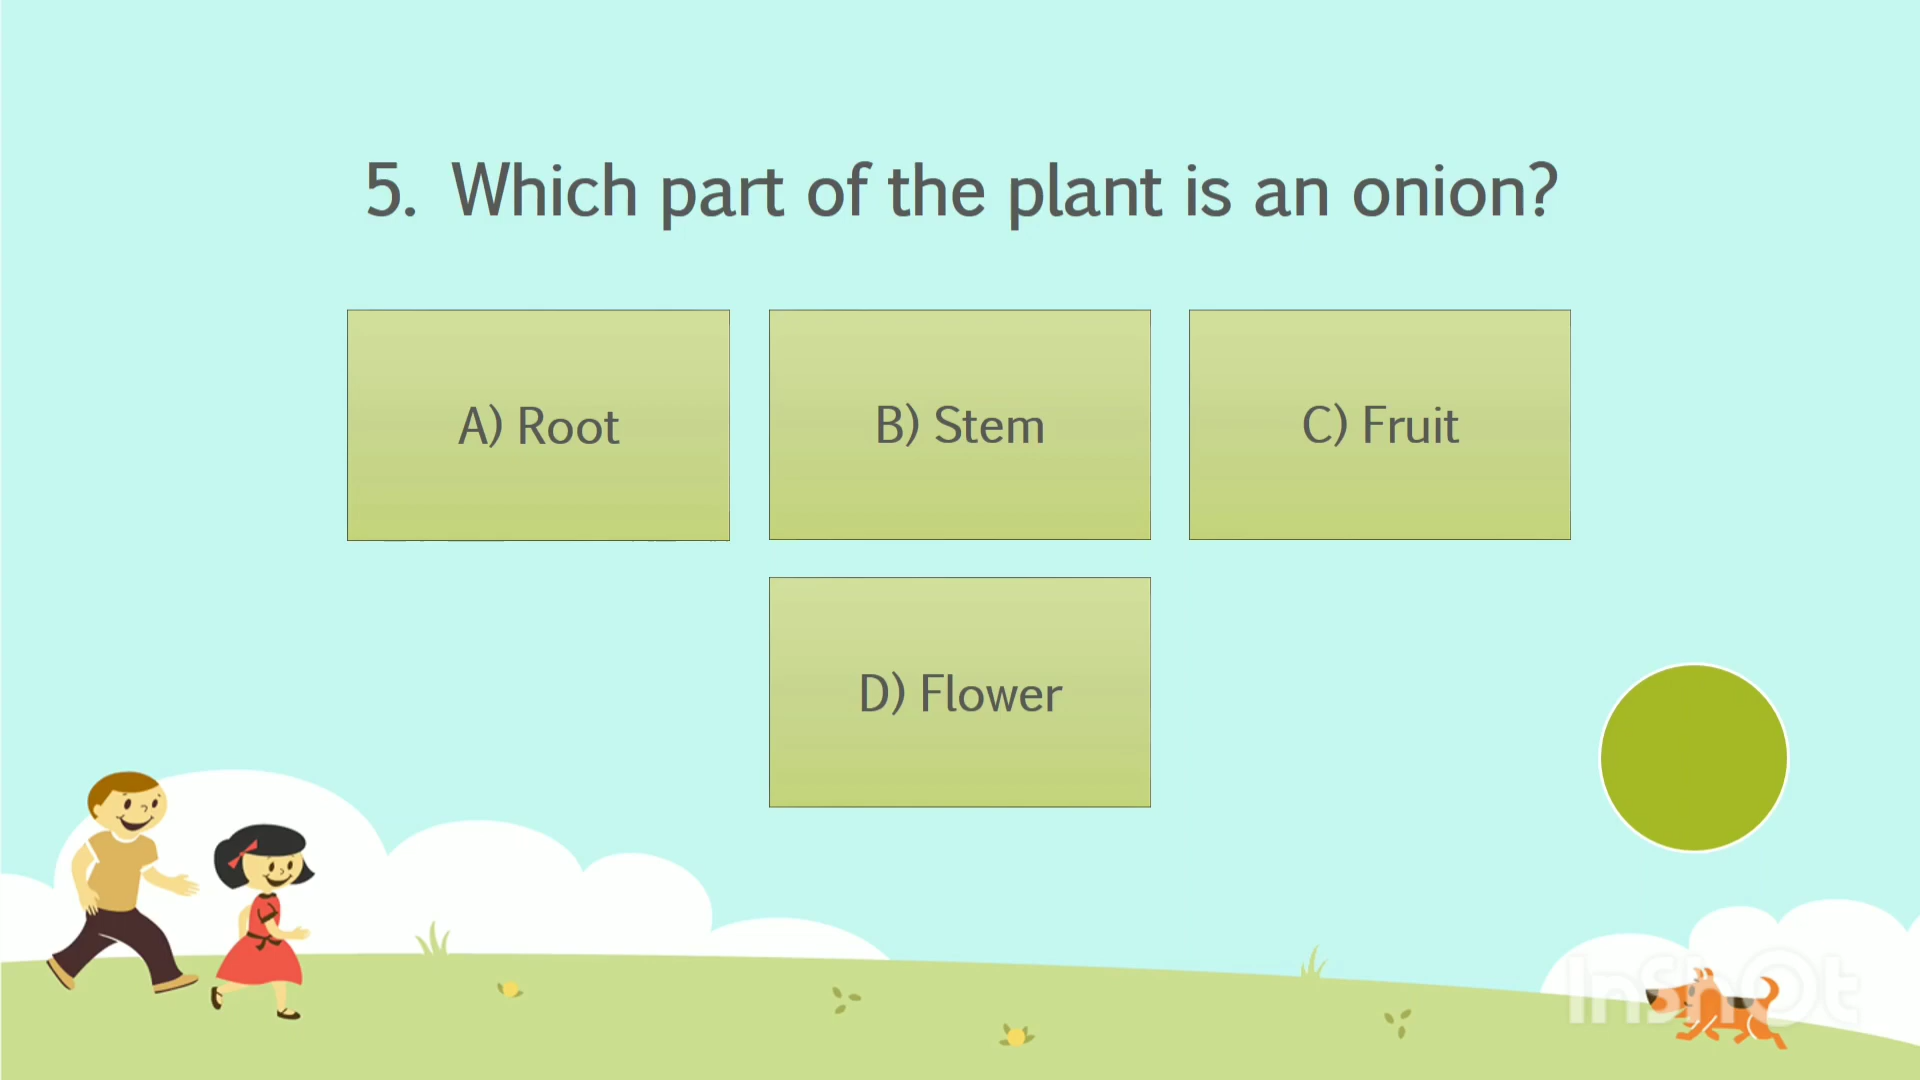 5. Which part of the plant is an onion?
A) Root
B) Stem
C) Fruit
D) Flower
InShOt